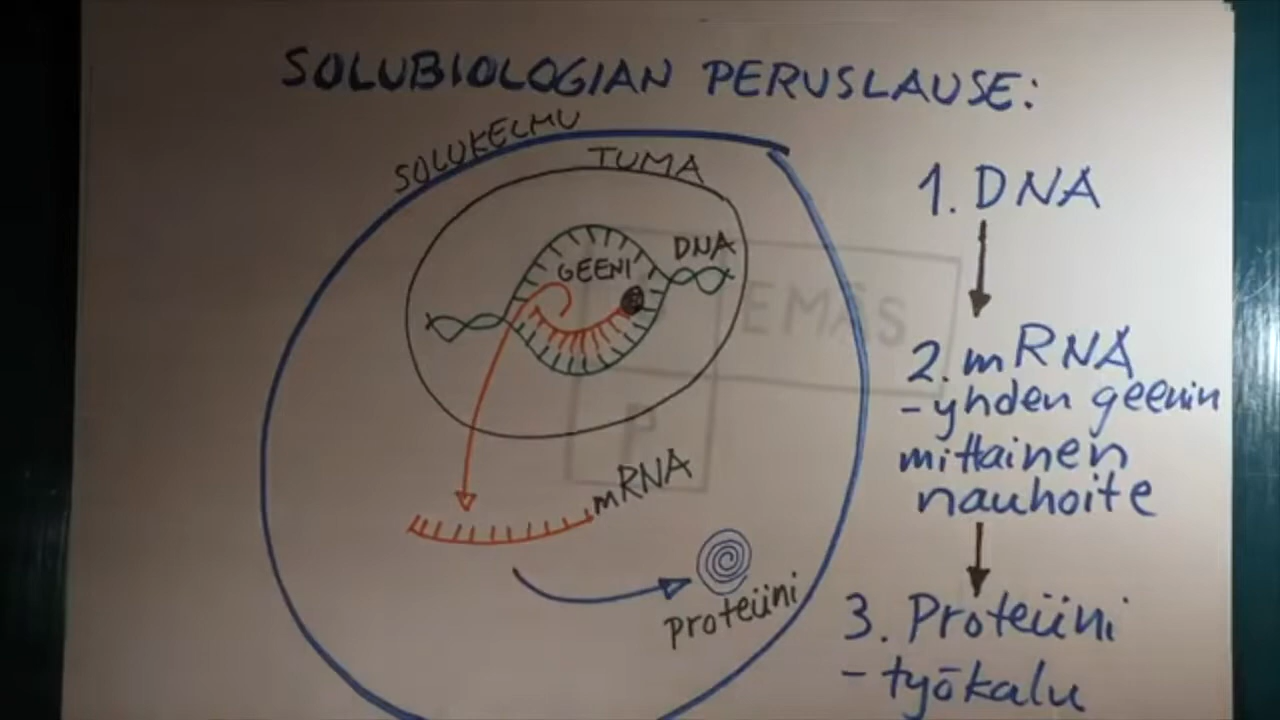 SOLUBIOLOGIAN PERUSLAUSE:
SOLUKELMU
TUMA
DNA
GEENI
mRNA
proteiini
1. DNA
2. mRNA
- yhden geenin
mittainen
nauhoite
3. Proteiini
- työkalu
EMÄS
P